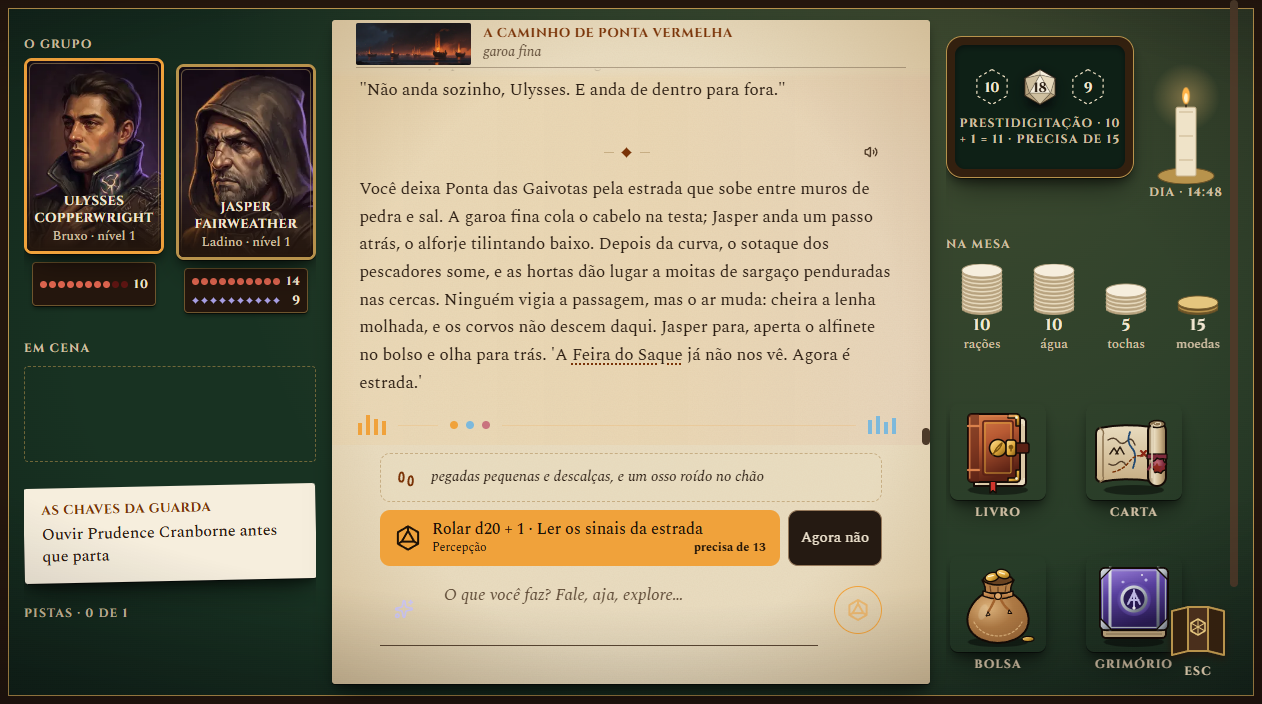 O GRUPO
ULYSSES
COPPERWRIGHT
Bruxo · nível 1
10
JASPER
FAIRWEATHER
Ladino · nível 1
14
9
EM CENA
AS CHAVES DA GUARDA
Ouvir Prudence Cranborne antes
que parta
PISTAS · 0 DE 1
A CAMINHO DE PONTA VERMELHA
garoa fina
"Não anda sozinho, Ulysses. E anda de dentro para fora."
Você deixa Ponta das Gaivotas pela estrada que sobe entre muros de
pedra e sal. A garoa fina cola o cabelo na testa; Jasper anda um passo
atrás, o alforje tilintando baixo. Depois da curva, o sotaque dos
pescadores some, e as hortas dão lugar a moitas de sargaço penduradas
nas cercas. Ninguém vigia a passagem, mas o ar muda: cheira a lenha
molhada, e os corvos não descem daqui. Jasper para, aperta o alfinete
no bolso e olha para trás. 'A Feira do Saque já não nos vê. Agora é
estrada.'
pegadas pequenas e descalças, e um osso roído no chão
Rolar d20 + 1 · Ler os sinais da estrada
Percepção
precisa de 13
Agora não
O que você faz? Fale, aja, explore...
10
18
9
PRESTIDIGITAÇÃO · 10
+ 1 = 11 · PRECISA DE 15
DIA · 14:48
NA MESA
10
rações
10
água
5
tochas
15
moedas
LIVRO
CARTA
BOLSA
GRIMÓRIO
ESC